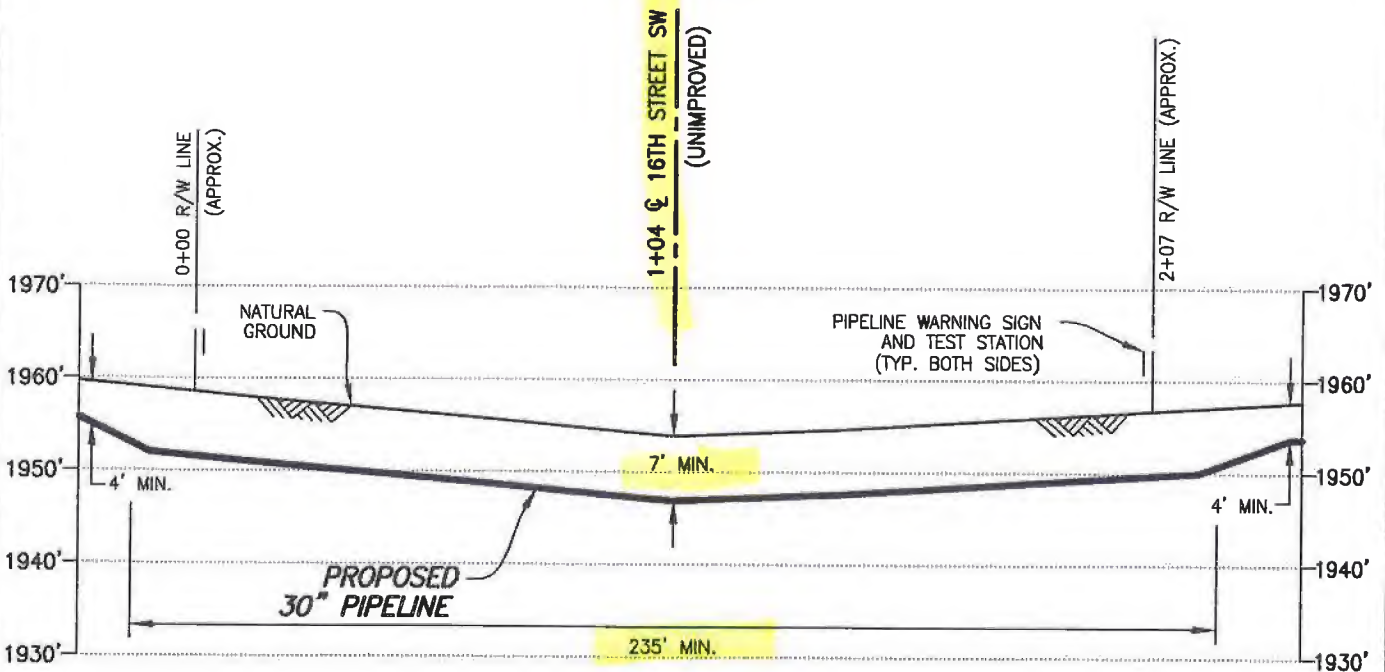 1+04 ℄ 16TH STREET SW
(UNIMPROVED)
0+00 R/W LINE
(APPROX.)
2+07 R/W LINE (APPROX.)
1970'
1970'
NATURAL
GROUND
PIPELINE WARNING SIGN
AND TEST STATION
(TYP. BOTH SIDES)
1960'
1960'
7' MIN.
1950'
1950'
4' MIN.
4' MIN.
1940'
1940'
PROPOSED
30" PIPELINE
235' MIN.
1930'
1930'